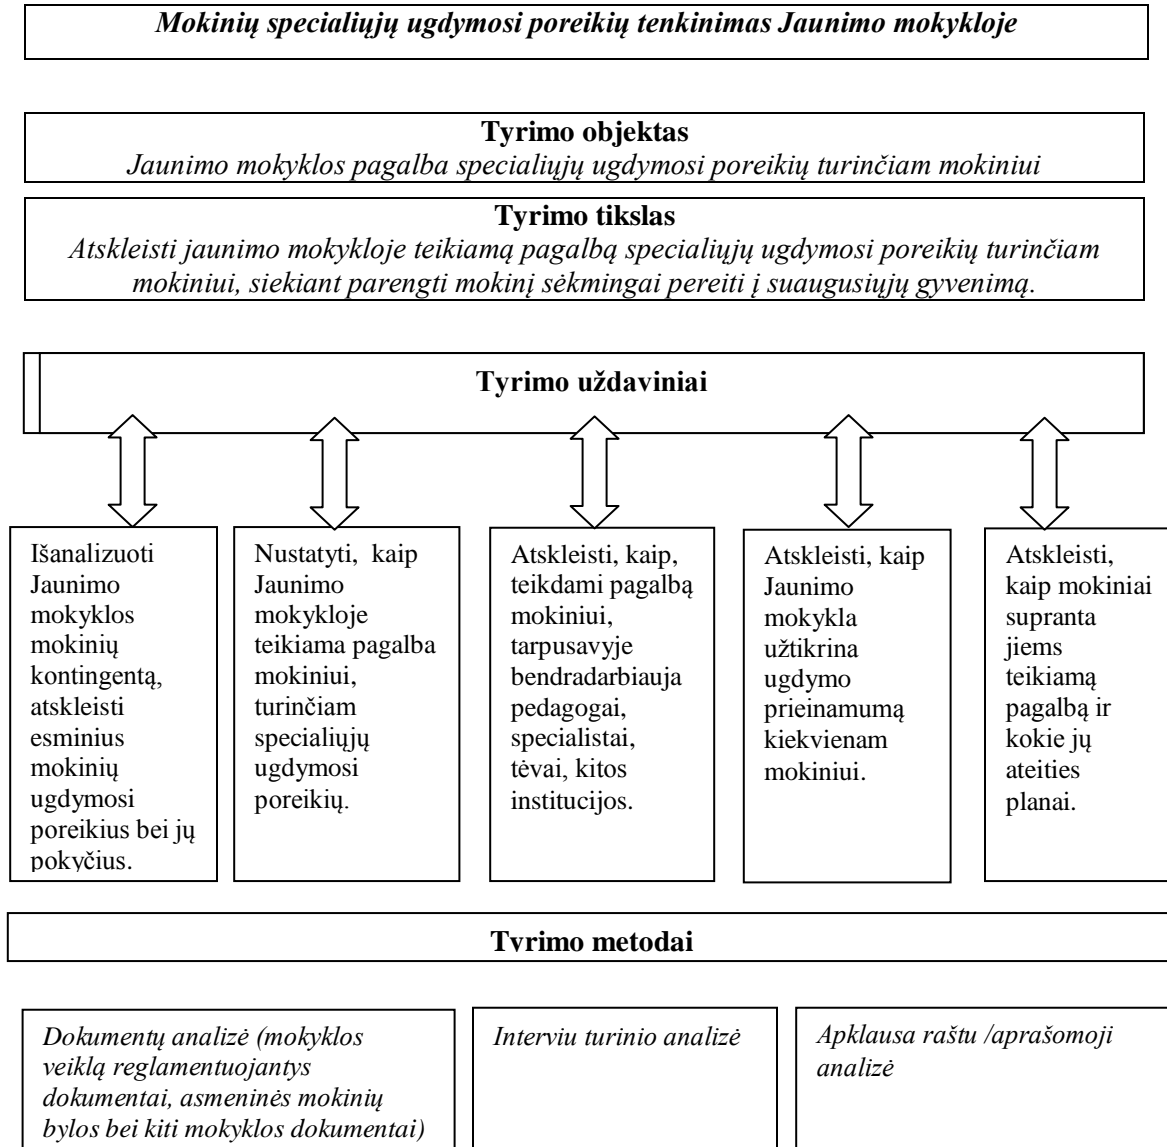 Mokinių specialiųjų ugdymosi poreikių tenkinimas Jaunimo mokykloje
Tyrimo objektas
Jaunimo mokyklos pagalba specialiųjų ugdymosi poreikių turinčiam mokiniui
Tyrimo tikslas
Atskleisti jaunimo mokykloje teikiamą pagalbą specialiųjų ugdymosi poreikių turinčiam
mokiniui, siekiant parengti mokinį sėkmingai pereiti į suaugusiųjų gyvenimą.
Tyrimo uždaviniai
Išanalizuoti
Jaunimo
mokyklos
mokinių
kontingentą,
atskleisti
esminius
mokinių
ugdymosi
poreikius bei jų
pokyčius.
Nustatyti, kaip
Jaunimo
mokykloje
teikiama pagalba
mokiniui,
turinčiam
specialiųjų
ugdymosi
poreikių.
Atskleisti, kaip,
teikdami pagalbą
mokiniui,
tarpusavyje
bendradarbiauja
pedagogai,
specialistai,
tėvai, kitos
institucijos.
Atskleisti, kaip
Jaunimo
mokykla
užtikrina
ugdymo
prieinamumą
kiekvienam
mokiniui.
Atskleisti,
kaip mokiniai
supranta
jiems
teikiamą
pagalbą ir
kokie jų
ateities
planai.
Tyrimo metodai
Dokumentų analizė (mokyklos
veiklą reglamentuojantys
dokumentai, asmeninės mokinių
bylos bei kiti mokyklos dokumentai)
Interviu turinio analizė
Apklausa raštu /aprašomoji
analizė